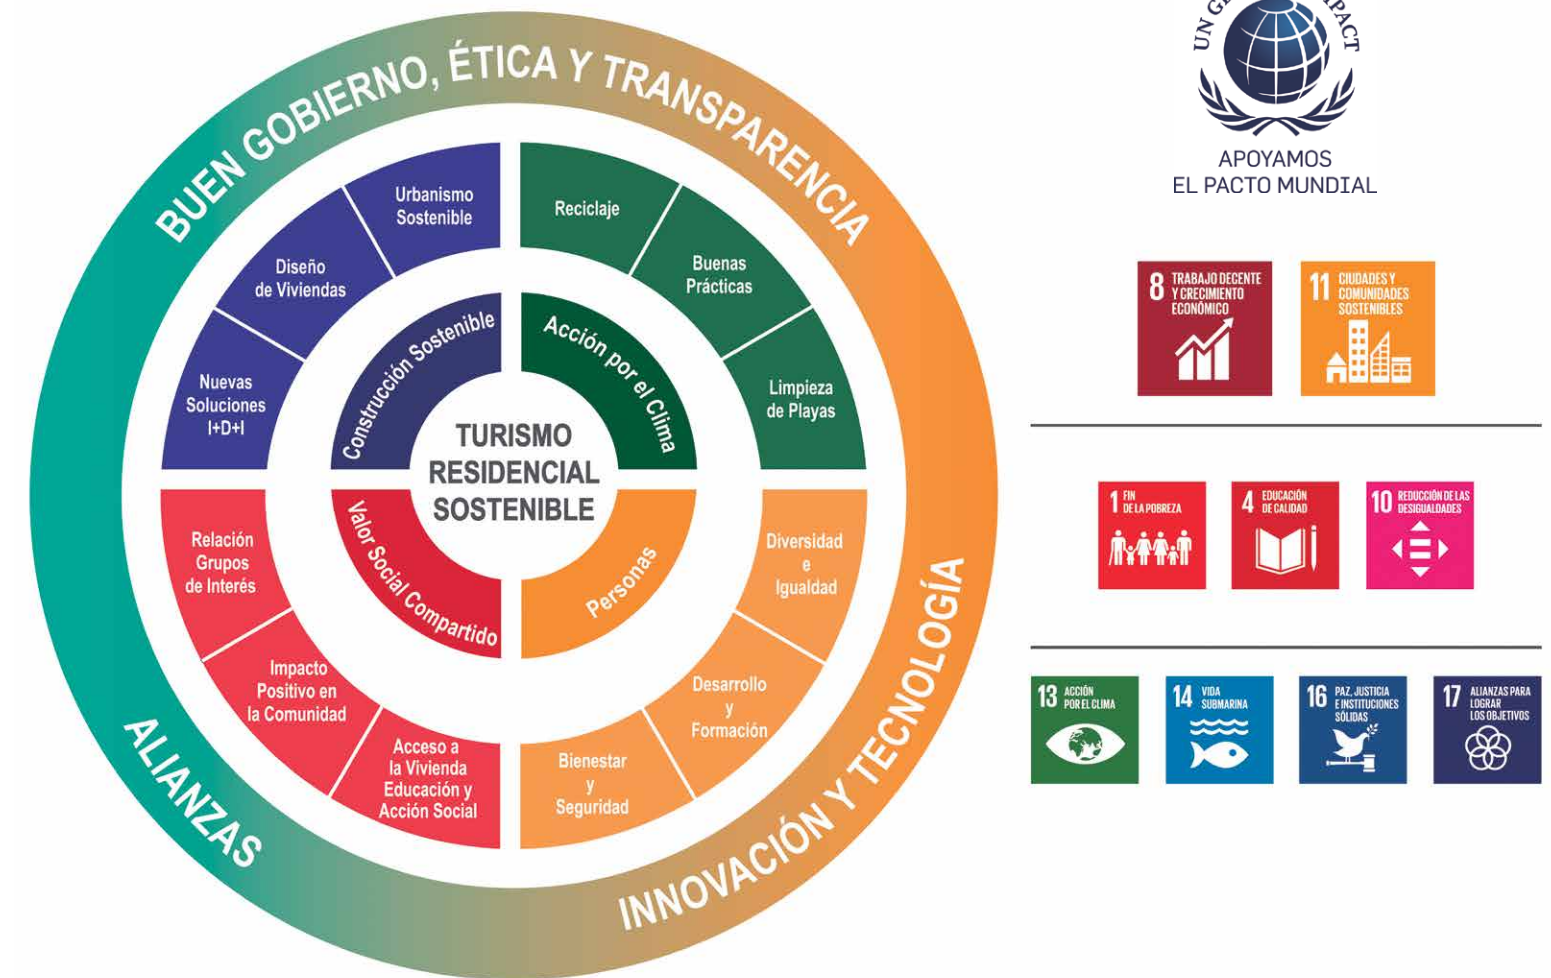 BUEN GOBIERNO, ÉTICA Y TRANSPARENCIA
INNOVACIÓN Y TECNOLOGÍA
ALIANZAS
Urbanismo
Sostenible
Diseño
de Viviendas
Nuevas
Soluciones
I+D+I
Reciclaje
Buenas
Prácticas
Limpieza
de Playas
Construcción Sostenible
Acción por el Clima
TURISMO
RESIDENCIAL
SOSTENIBLE
Valor Social Compartido
Personas
Relación
Grupos
de Interés
Impacto
Positivo en
la Comunidad
Acceso a
la Vivienda
Educación y
Acción Social
Diversidad
e
Igualdad
Desarrollo
y
Formación
Bienestar
y
Seguridad
UN
APOYAMOS
EL PACTO MUNDIAL
8 TRABAJO DECENTE
Y CRECIMIENTO
ECONÓMICO
11 CIUDADES Y
COMUNIDADES
SOSTENIBLES
1 FIN
DE LA POBREZA
4 EDUCACIÓN
DE CALIDAD
10 REDUCCIÓN DE LAS
DESIGUALDADES
13 ACCIÓN
POR EL CLIMA
14 VIDA
SUBMARINA
16 PAZ, JUSTICIA
E INSTITUCIONES
SÓLIDAS
17 ALIANZAS PARA
LOGRAR
LOS OBJETIVOS